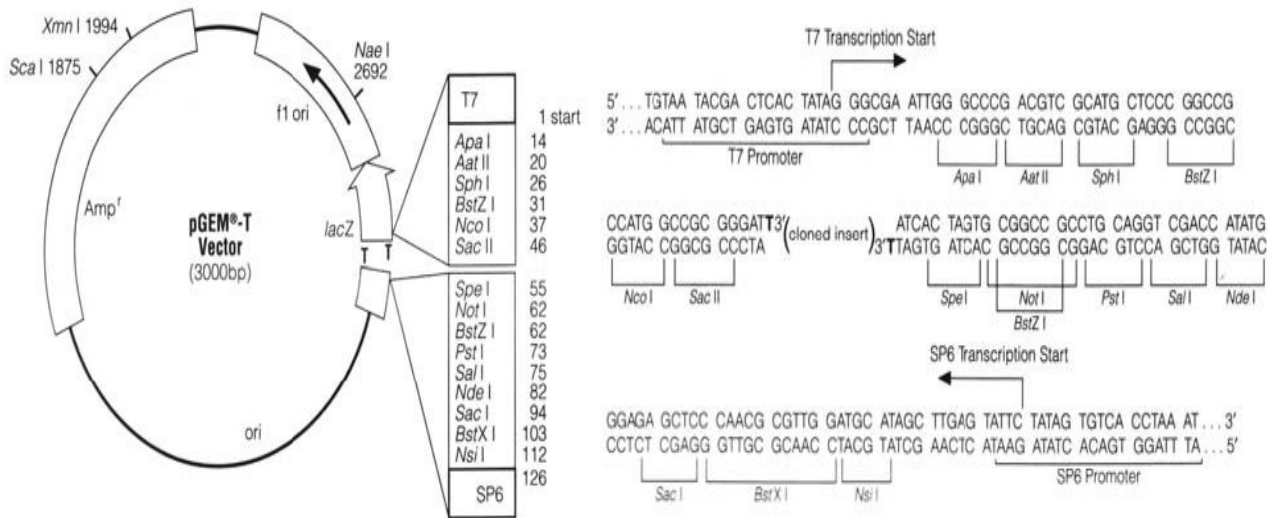 Xmn I 1994
Sca I 1875
Nae I
2692
f1 ori
Ampʳ
pGEM®-T
Vector
(3000bp)
lacZ
T T
ori
T7
1 start
Apa I 14
Aat II 20
Sph I 26
BstZ I 31
Nco I 37
Sac II 46
Spe I 55
Not I 62
BstZ I 62
Pst I 73
Sal I 75
Nde I 82
Sac I 94
BstX I 103
Nsi I 112
126
SP6
T7 Transcription Start
5′ . . . TGTAA TACGA CTCAC TATAG GGCGA ATTGG GCCCG ACGTC GCATG CTCCC GGCCG
3′ . . . ACATT ATGCT GAGTG ATATC CCGCT TAACC CGGGC TGCAG CGTAC GAGGG CCGGC
T7 Promoter
Apa I Aat II Sph I BstZ I
CCATG GCCGC GGGATT3′ (cloned insert) ATCAC TAGTG CGGCC GCCTG CAGGT CGACC ATATG
GGTACC GGCGC CCTA 3′TTAGTG ATCAC GCCGG CGGAC GTCCA GCTGG TATAC
Nco I Sac II Spe I Not I Pst I Sal I Nde I
BstZ I
SP6 Transcription Start
GGAGA GCTCC CAACG CGTTG GATGC ATAGC TTGAG TATTC TATAG TGTCA CCTAA AT . . . 3′
CCTCT CGAGG GTTGC GCAAC CTACG TATCG AACTC ATAAG ATATC ACAGT GGATT TA . . . 5′
Sac I BstX I Nsi I SP6 Promoter